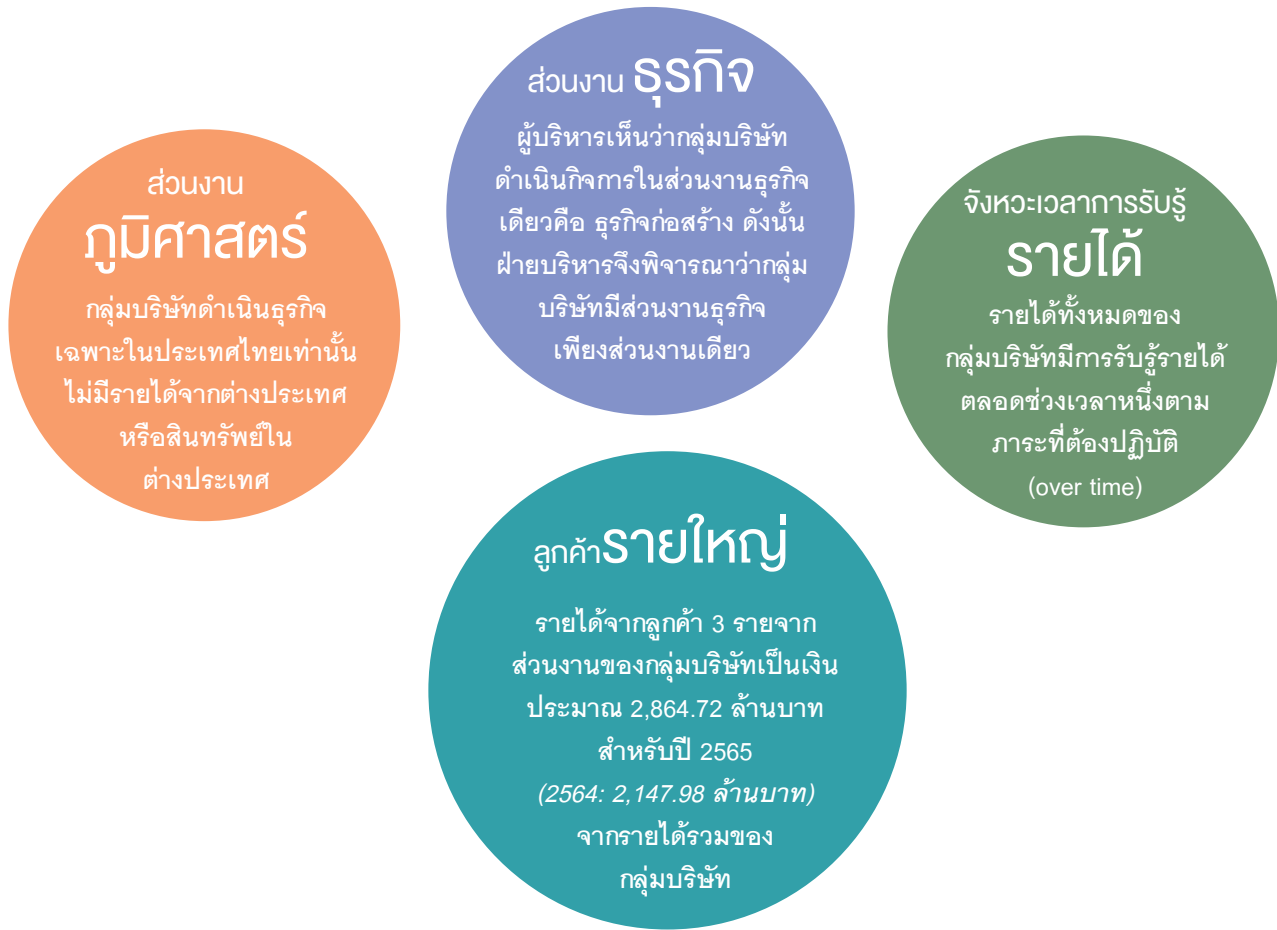 ส่วนงาน ธุรกิจ
ผู้บริหารเห็นว่ากลุ่มบริษัท
ดำเนินกิจการในส่วนงานธุรกิจ
เดียวคือ ธุรกิจก่อสร้าง ดังนั้น
ฝ่ายบริหารจึงพิจารณาว่ากลุ่ม
บริษัทมีส่วนงานธุรกิจ
เพียงส่วนงานเดียว
ส่วนงาน
ภูมิศาสตร์
กลุ่มบริษัทดำเนินธุรกิจ
เฉพาะในประเทศไทยเท่านั้น
ไม่มีรายได้จากต่างประเทศ
หรือสินทรัพย์ใน
ต่างประเทศ
จังหวะเวลาการรับรู้
รายได้
รายได้ทั้งหมดของ
กลุ่มบริษัทมีการรับรู้รายได้
ตลอดช่วงเวลาหนึ่งตาม
ภาระที่ต้องปฏิบัติ
(over time)
ลูกค้ารายใหญ่
รายได้จากลูกค้า 3 รายจาก
ส่วนงานของกลุ่มบริษัทเป็นเงิน
ประมาณ 2,864.72 ล้านบาท
สำหรับปี 2565
(2564: 2,147.98 ล้านบาท)
จากรายได้รวมของ
กลุ่มบริษัท